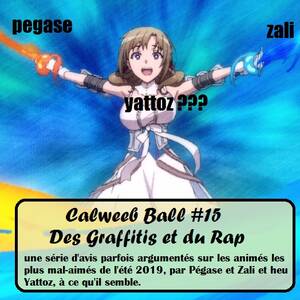 pegase
zali
yattoz ???
Calweeb Ball #15
Des Graffitis et du Rap
une série d'avis parfois argumentés sur les animés les
plus mal-aimés de l'été 2019, par Pégase et Zali et heu
Yattoz, à ce qu'il semble.